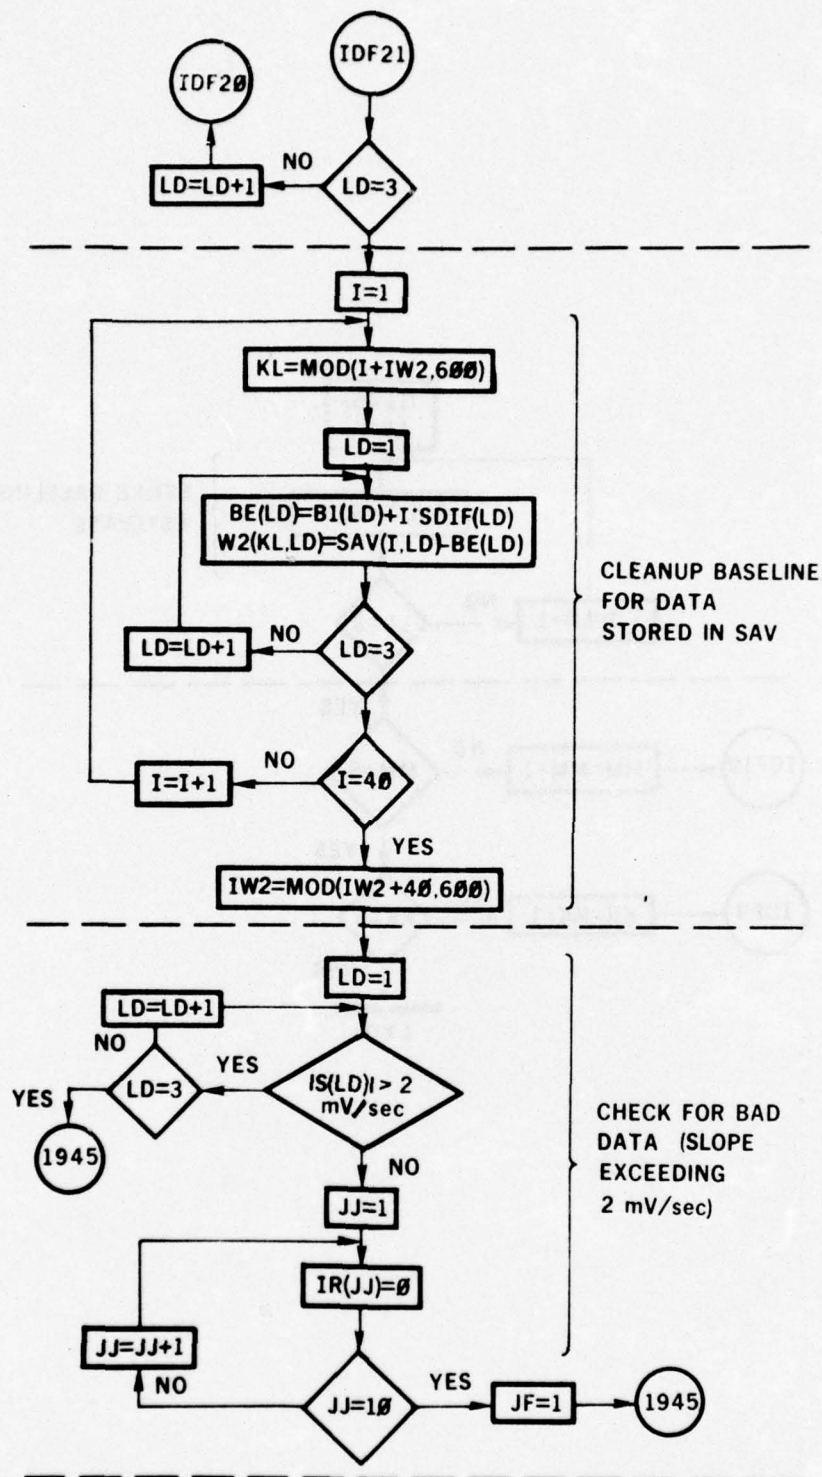 IDF20
IDF21
NO
LD=LD+1
LD=3
I=1
KL=MOD(I+IW2,600)
LD=1
BE(LD)=B1(LD)+I*SDIF(LD)
W2(KL,LD)=SAV(I,LD)-BE(LD)
CLEANUP BASELINE
FOR DATA
STORED IN SAV
NO
LD=LD+1
LD=3
NO
I=I+1
I=40
YES
IW2=MOD(IW2+40,600)
LD=1
LD=LD+1
NO
YES
LD=3
YES
|S(LD)|> 2
mV/sec
1945
NO
CHECK FOR BAD
DATA (SLOPE
EXCEEDING
2 mV/sec)
JJ=1
IR(JJ)=0
JJ=JJ+1
NO
JJ=10
YES
JF=1
1945